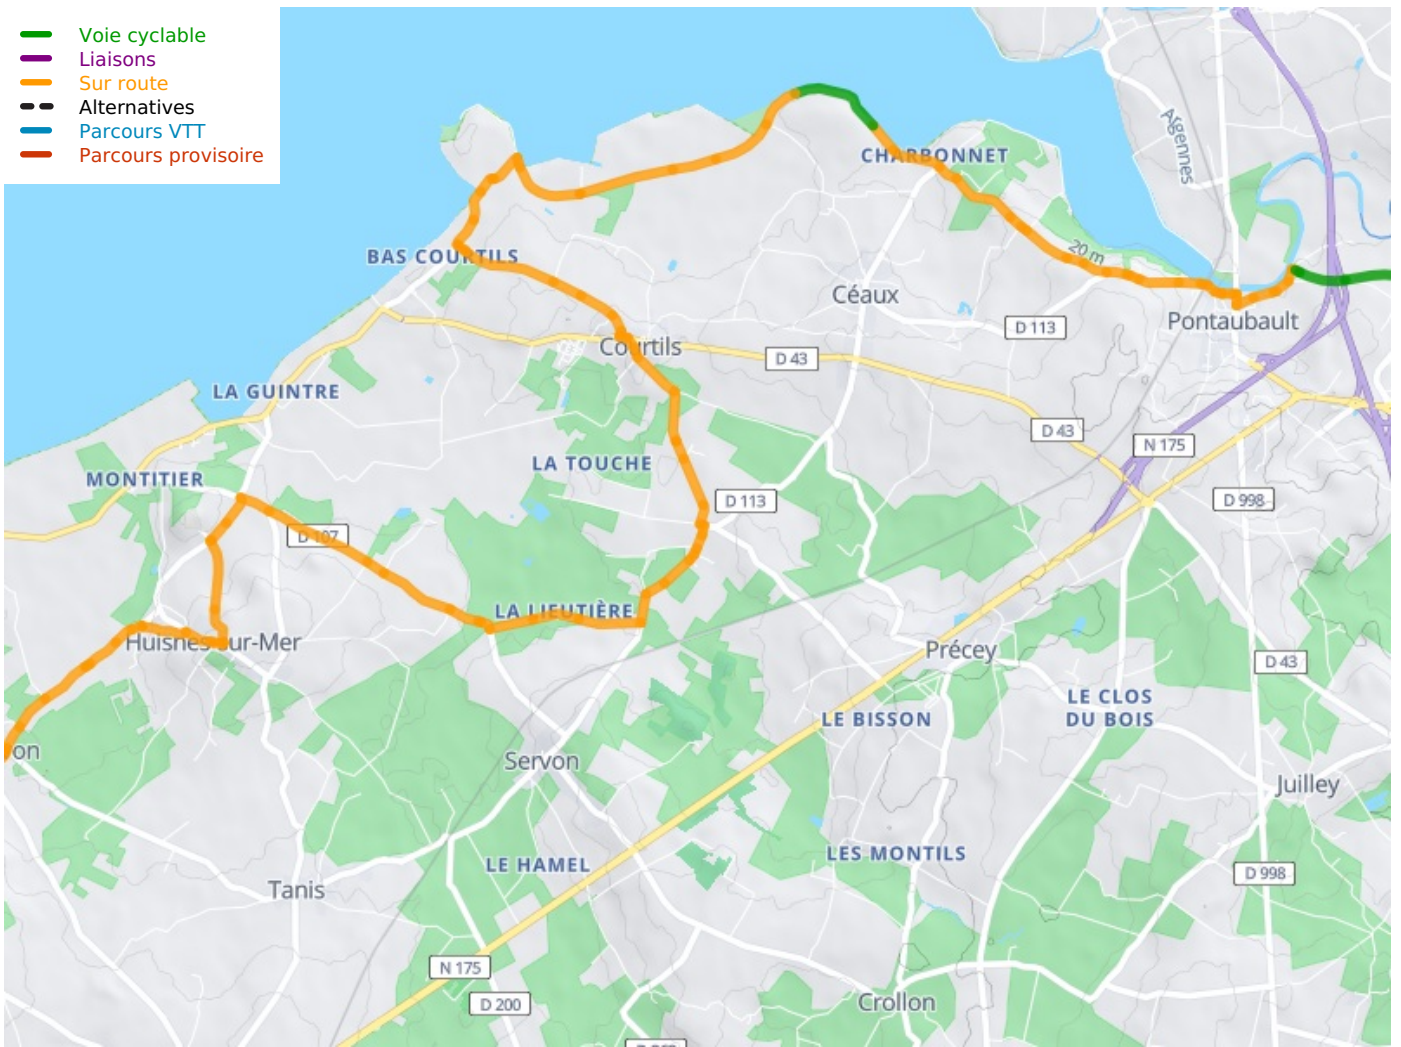 Voie cyclable
Liaisons
Sur route
Alternatives
Parcours VTT
Parcours provisoire
Algennes
CHARBONNET
20 m
BAS COURTILS
Céaux
Pontaubault
D 113
Courtils
D 43
LA GUINTRE
D 43
N 175
LA TOUCHE
MONTITIER
D 113
D 998
D 107
LA LIEUTIÈRE
Huisnes-sur-Mer
Précey
D 43
LE CLOS
DU BOIS
LE BISSON
on
Servon
Juilley
LES MONTILS
LE HAMEL
D 998
Tanis
N 175
D 200
Crollon